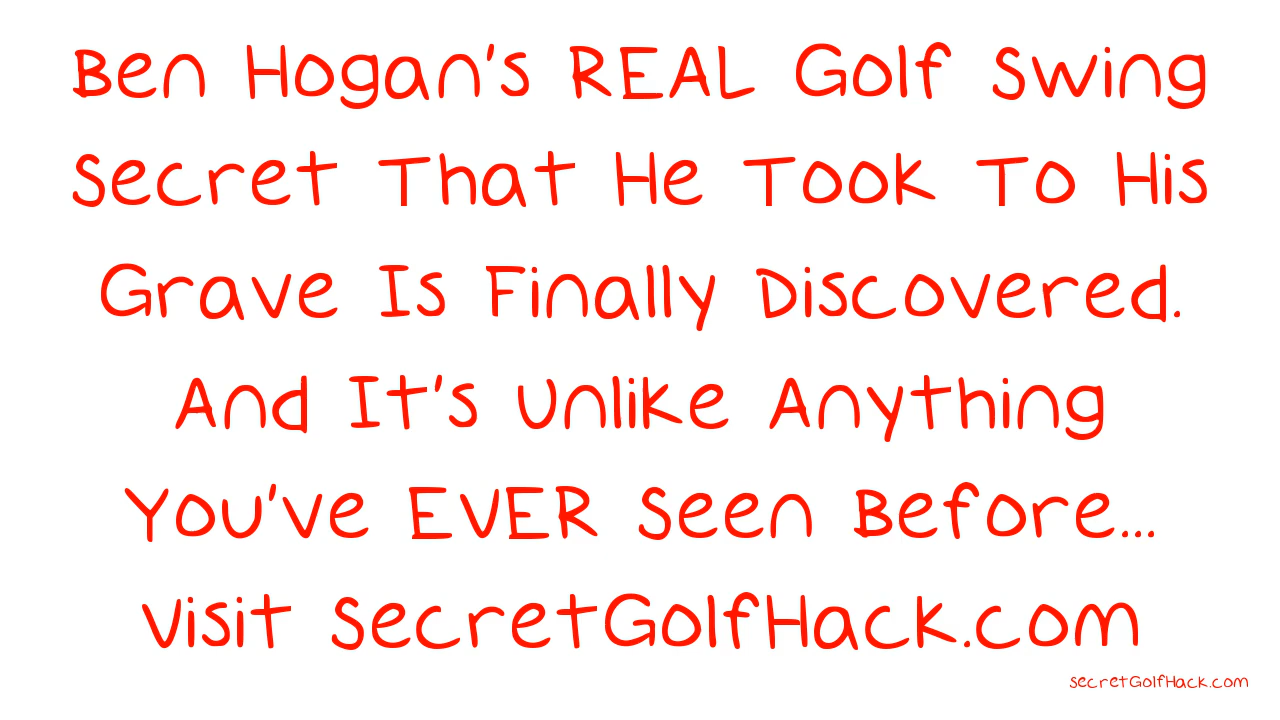 Ben Hogan's REAL Golf Swing
Secret That He Took To His
Grave Is Finally Discovered.
And It's Unlike Anything
You've EVER Seen Before...
Visit SecretGolfHack.com
secretGolfHack.com